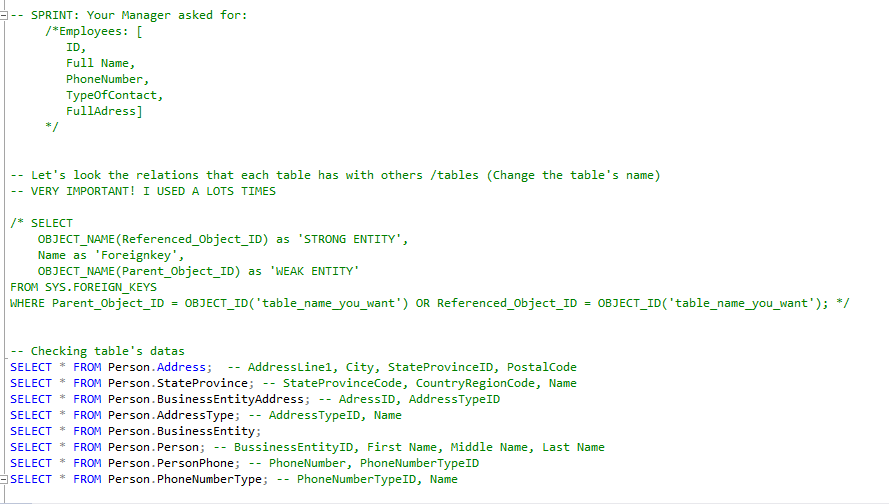 -- SPRINT: Your Manager asked for:
/*Employees: [
ID,
Full Name,
PhoneNumber,
TypeOfContact,
FullAdress]
*/
-- Let's look the relations that each table has with others /tables (Change the table's name)
-- VERY IMPORTANT! I USED A LOTS TIMES
/* SELECT
OBJECT_NAME(Referenced_Object_ID) as 'STRONG ENTITY',
Name as 'Foreignkey',
OBJECT_NAME(Parent_Object_ID) as 'WEAK ENTITY'
FROM SYS.FOREIGN_KEYS
WHERE Parent_Object_ID = OBJECT_ID('table_name_you_want') OR Referenced_Object_ID = OBJECT_ID('table_name_you_want'); */
-- Checking table's datas
SELECT * FROM Person.Address;  -- AddressLine1, City, StateProvinceID, PostalCode
SELECT * FROM Person.StateProvince; -- StateProvinceCode, CountryRegionCode, Name
SELECT * FROM Person.BusinessEntityAddress; -- AdressID, AddressTypeID
SELECT * FROM Person.AddressType; -- AddressTypeID, Name
SELECT * FROM Person.BusinessEntity;
SELECT * FROM Person.Person; -- BussinessEntityID, First Name, Middle Name, Last Name
SELECT * FROM Person.PersonPhone; -- PhoneNumber, PhoneNumberTypeID
SELECT * FROM Person.PhoneNumberType; -- PhoneNumberTypeID, Name